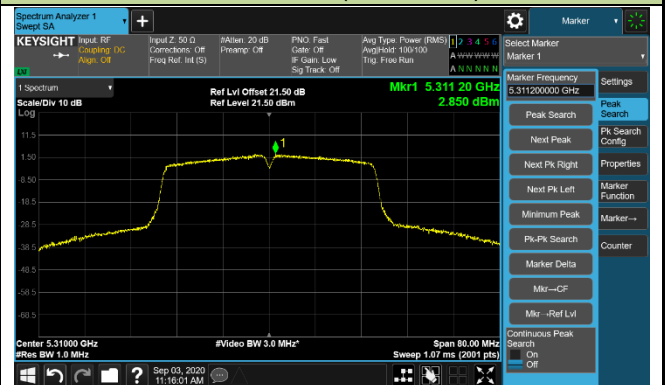 Spectrum Analyzer 1
Swept SA
Marker
KEYSIGHT
Input: RF
Coupling: DC
Align: Off
Input Z: 50 Ω
Corrections: Off
Freq Ref: Int (S)
#Atten: 20 dB
Preamp: Off
PNO: Fast
Gate: Off
IF Gain: Low
Sig Track: Off
Avg Type: Power (RMS)
Avg|Hold: 100/100
Trig: Free Run
1 2 3 4 5 6
A W W W W W
A N N N N N
LXI
Select Marker
Marker 1
1 Spectrum
Scale/Div 10 dB
Log
Ref Lvl Offset 21.50 dB
Ref Level 21.50 dBm
Mkr1 5.311 20 GHz
2.850 dBm
Marker Frequency
5.311200000 GHz
Peak Search
Next Peak
Next Pk Right
Next Pk Left
Minimum Peak
Pk-Pk Search
Marker Delta
Mkr→CF
Mkr→Ref Lvl
Continuous Peak
Search
On
Off
Settings
Peak
Search
Pk Search
Config
Properties
Marker
Function
Marker→
Counter
11.5
1.50
-8.50
-18.5
-28.5
-38.5
-48.5
-58.5
-68.5
1
Center 5.31000 GHz
#Res BW 1.0 MHz
#Video BW 3.0 MHz*
Span 80.00 MHz
Sweep 1.07 ms (2001 pts)
Sep 03, 2020
11:16:01 AM